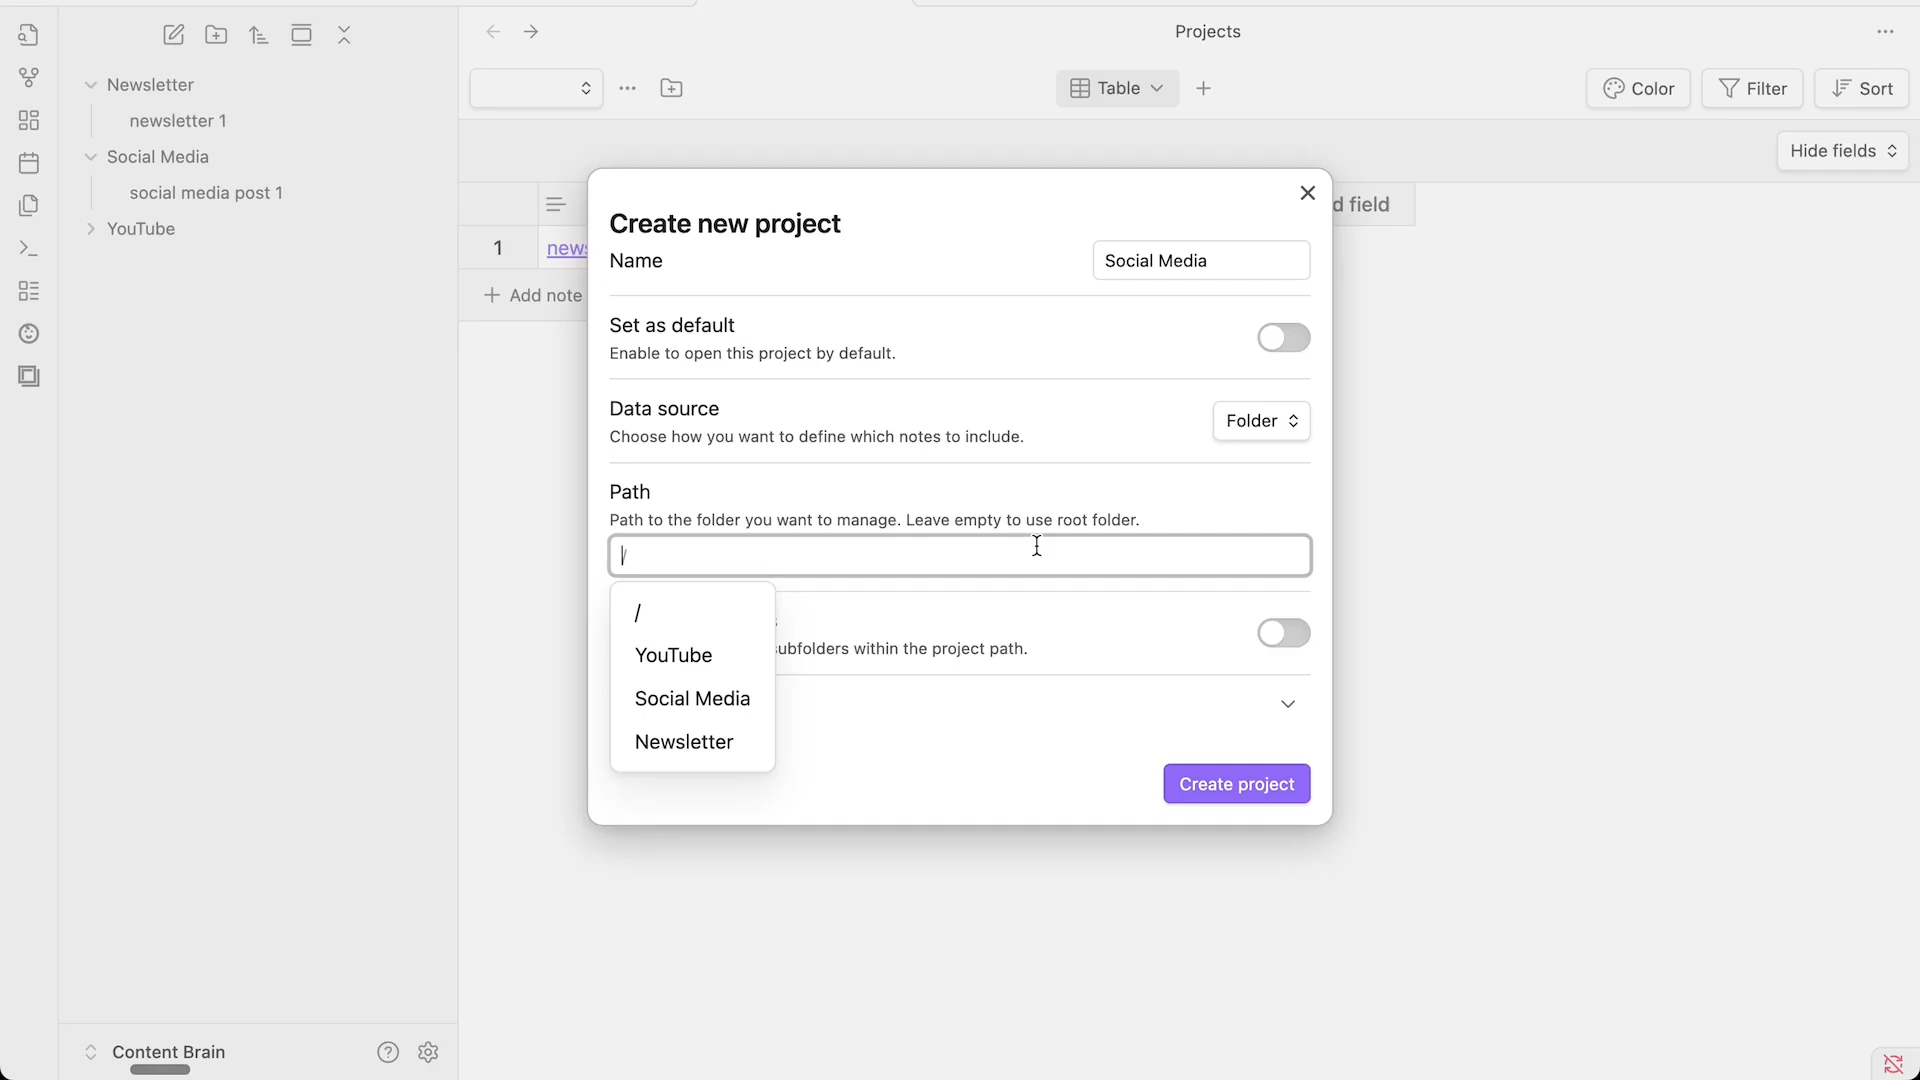 Projects
Table
Color
Filter
Sort
Hide fields
Newsletter
newsletter 1
Social Media
social media post 1
YouTube
d field
1
news
Add note
Create new project
Name
Social Media
Set as default
Enable to open this project by default.
Data source
Choose how you want to define which notes to include.
Folder
Path
Path to the folder you want to manage. Leave empty to use root folder.
/
/
YouTube
Social Media
Newsletter
ubfolders within the project path.
Create project
Content Brain